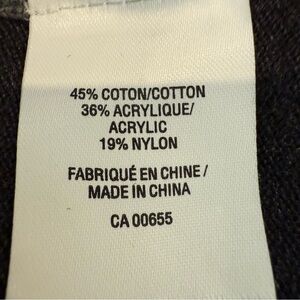 45% COTON/COTTON
36% ACRYLIQUE/
ACRYLIC
19% NYLON
FABRIQUÉ EN CHINE /
MADE IN CHINA
CA 00655